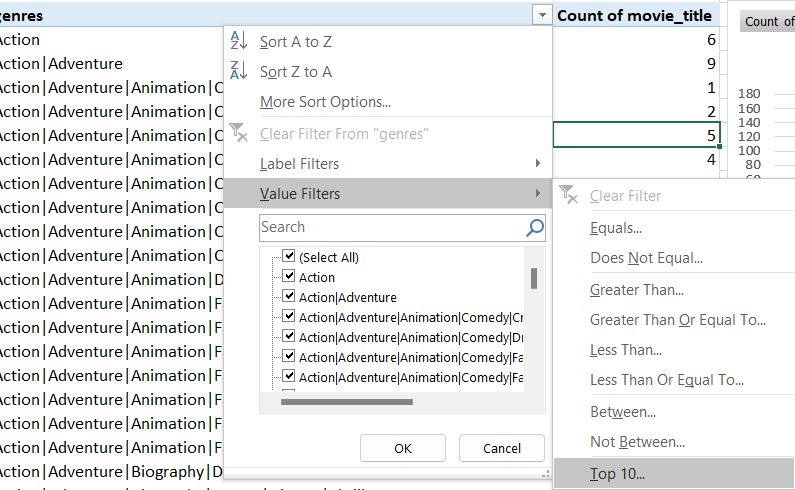 genres
Count of movie_title
Count of
Action
6
Action|Adventure
9
Action|Adventure|Animation|C
1
Action|Adventure|Animation|C
2
Action|Adventure|Animation|C
5
Action|Adventure|Animation|C
4
Action|Adventure|Animation|C
Action|Adventure|Animation|C
Action|Adventure|Animation|C
Action|Adventure|Animation|C
Action|Adventure|Animation|D
Action|Adventure|Animation|F
Action|Adventure|Animation|F
Action|Adventure|Animation|F
Action|Adventure|Animation|F
Action|Adventure|Animation|F
Action|Adventure|Animation|F
Action|Adventure|Animation|F
Action|Adventure|Biography|D
180
160
140
120
100
80
Sort A to Z
Sort Z to A
More Sort Options...
Clear Filter From "genres"
Label Filters
Value Filters
Search
(Select All)
Action
Action|Adventure
Action|Adventure|Animation|Comedy|Cr
Action|Adventure|Animation|Comedy|Dr
Action|Adventure|Animation|Comedy|Fa
Action|Adventure|Animation|Comedy|Fa
OK
Cancel
Clear Filter
Equals...
Does Not Equal...
Greater Than...
Greater Than Or Equal To...
Less Than...
Less Than Or Equal To...
Between...
Not Between...
Top 10...